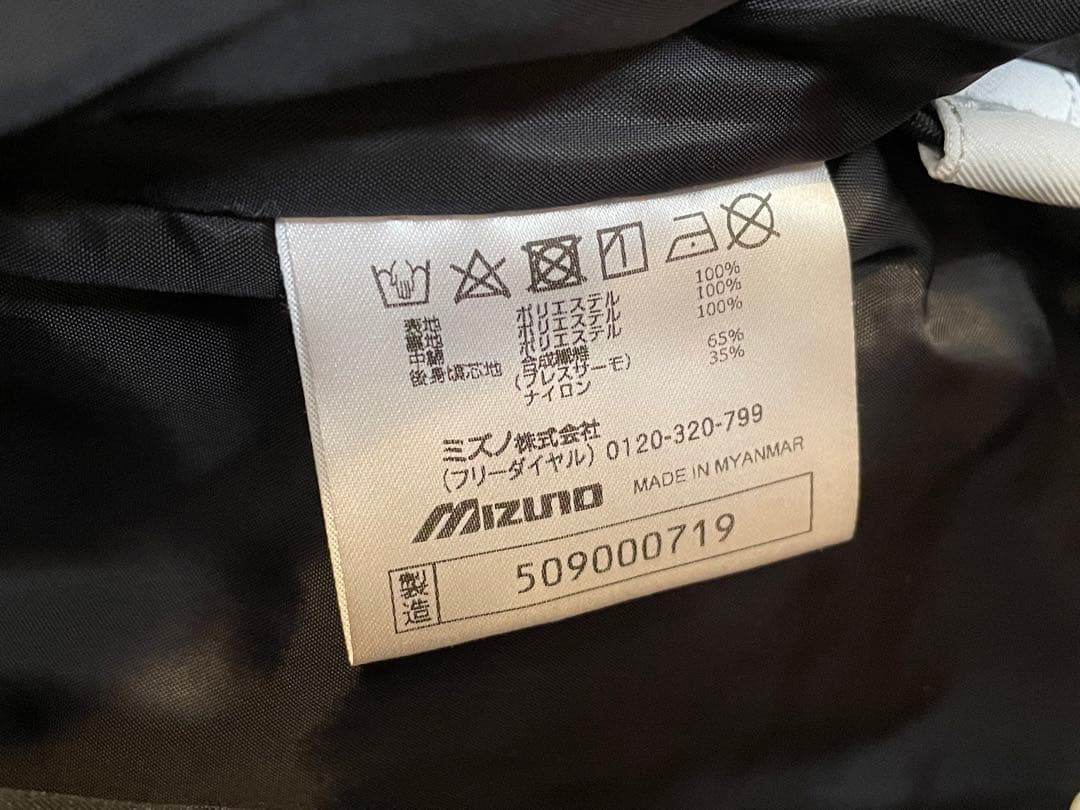 表地 ポリエステル 100%
裏地 ポリエステル 100%
中綿 ポリエステル 100%
後身頃芯地 合成繊維 65%
(ブレスサーモ)
ナイロン 35%
ミズノ株式会社
(フリーダイヤル) 0120-320-799
MIZUNO MADE IN MYANMAR
製造 509000719